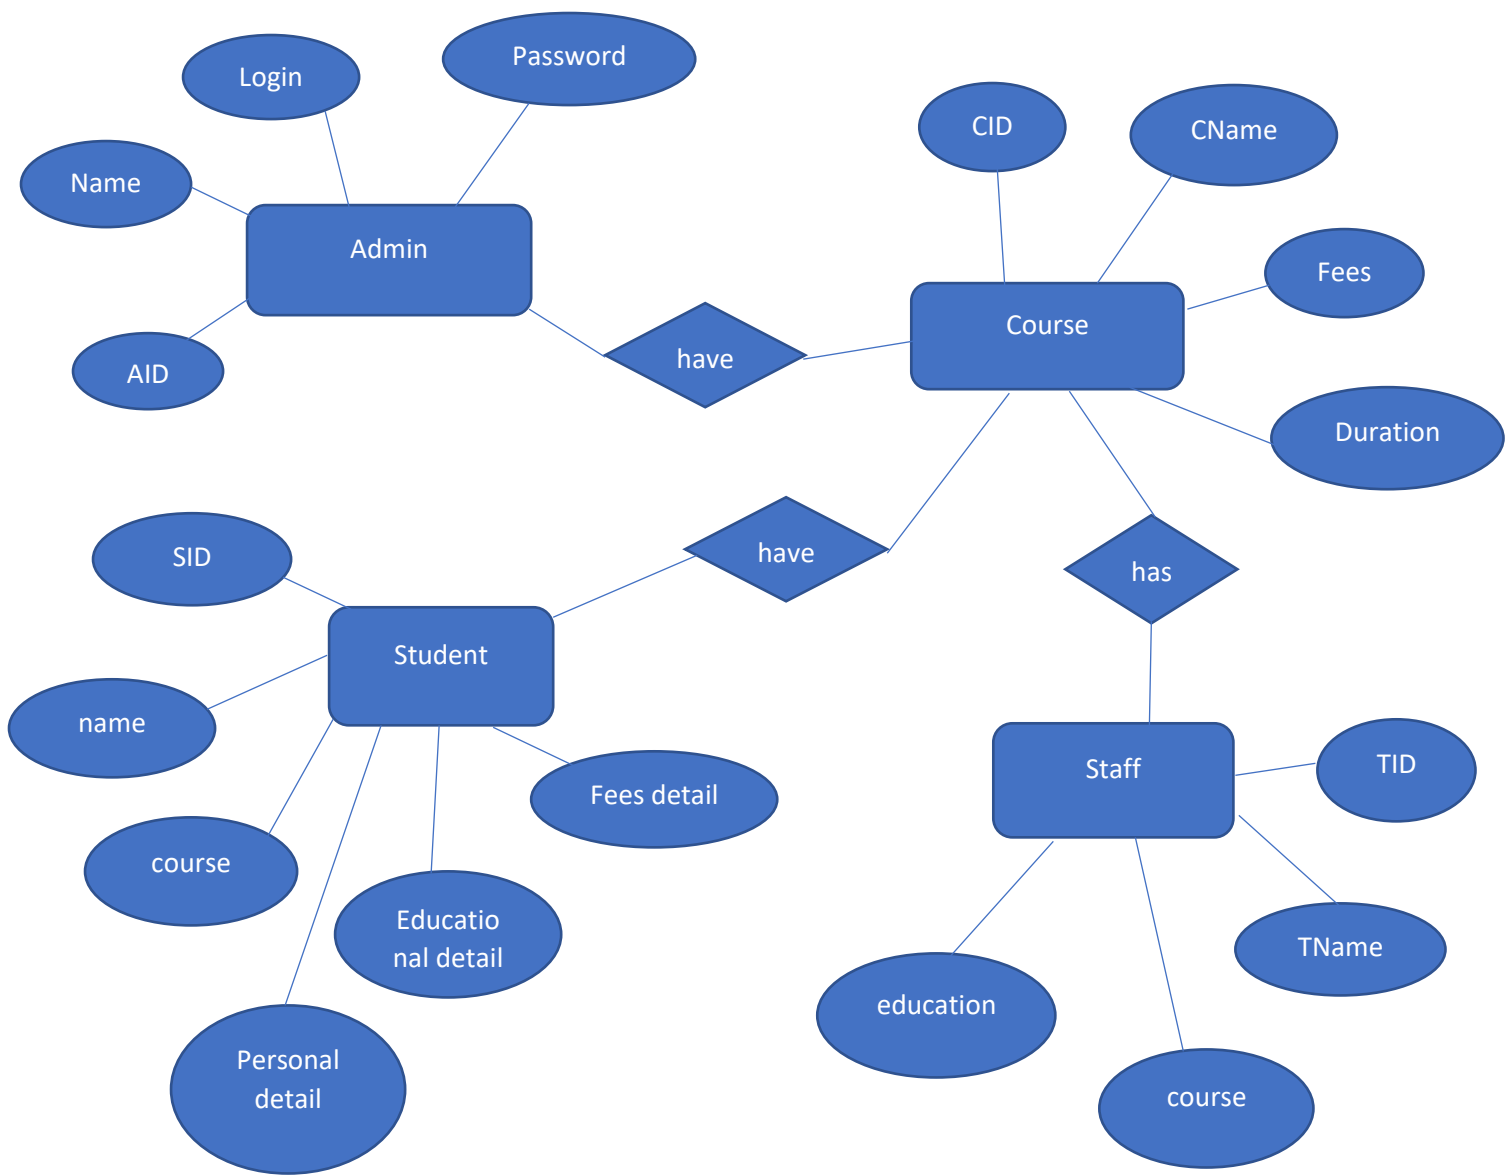 Login
Password
Name
Admin
AID
have
CID
CName
Fees
Course
Duration
have
has
SID
Student
name
course
Fees detail
Educatio
nal detail
Personal
detail
Staff
TID
TName
education
course